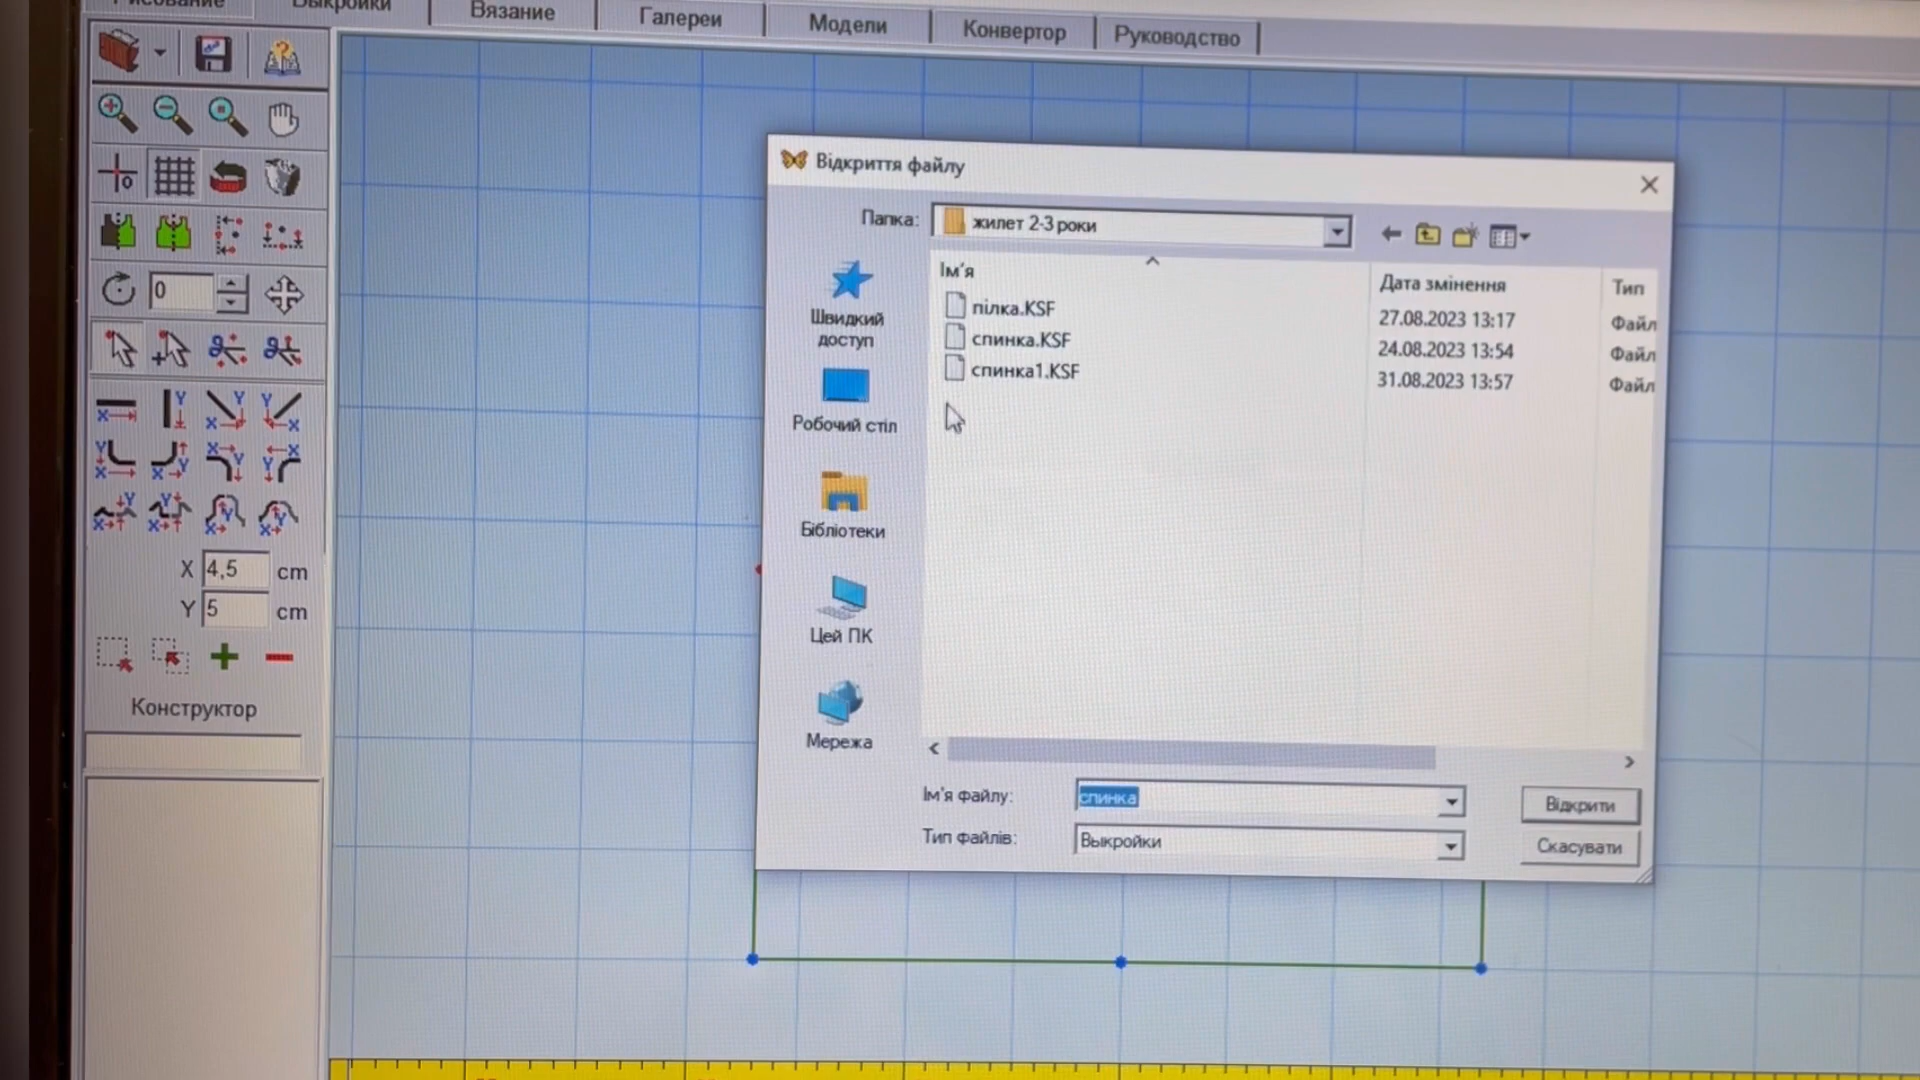 Рисование
Выкройки
Вязание
Галереи
Модели
Конвертор
Руководство
Відкриття файлу
Папка:
жилет 2-3 роки
Ім'я
Дата змінення
Тип
пілка.KSF
27.08.2023 13:17
Файл
спинка.KSF
24.08.2023 13:54
Файл
спинка1.KSF
31.08.2023 13:57
Файл
Швидкий
доступ
Робочий стіл
Бібліотеки
Цей ПК
Мережа
Ім'я файлу:
спинка
Відкрити
Тип файлів:
Выкройки
Скасувати
0
X 4,5 cm
Y 5 cm
Конструктор